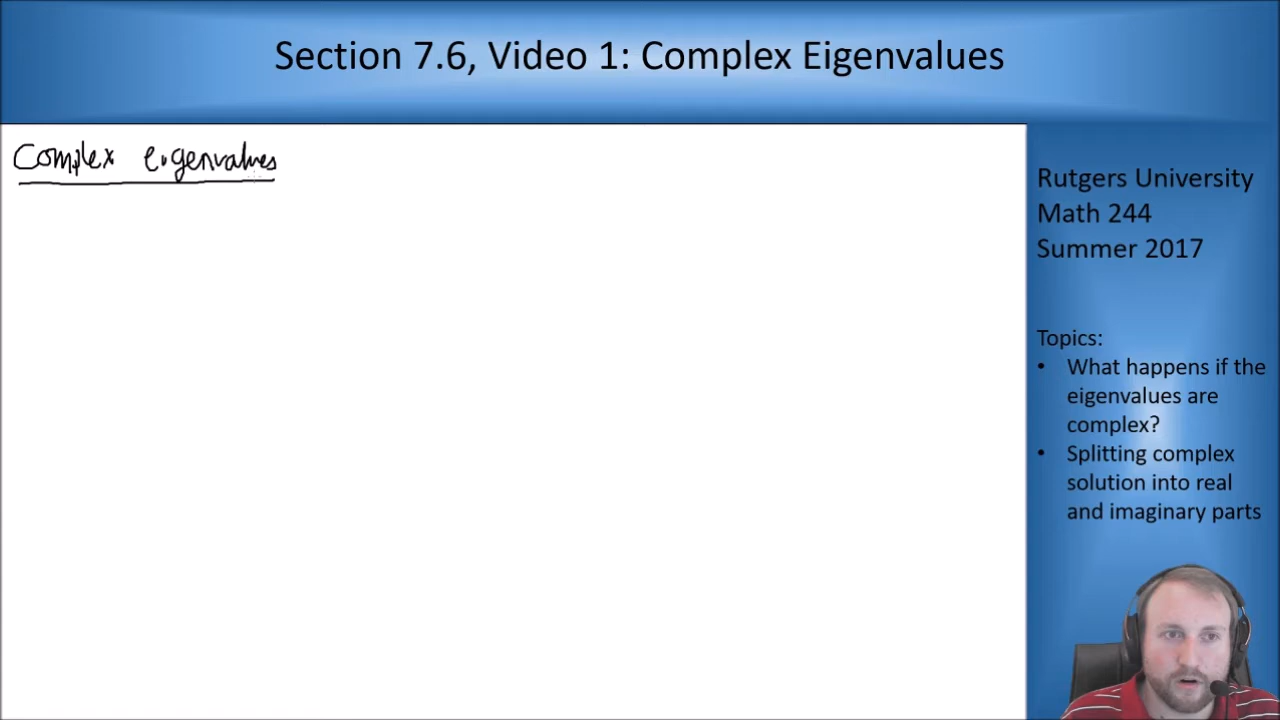 Section 7.6, Video 1: Complex Eigenvalues
Complex eigenvalues
Rutgers University
Math 244
Summer 2017
Topics:
• What happens if the
eigenvalues are
complex?
• Splitting complex
solution into real
and imaginary parts